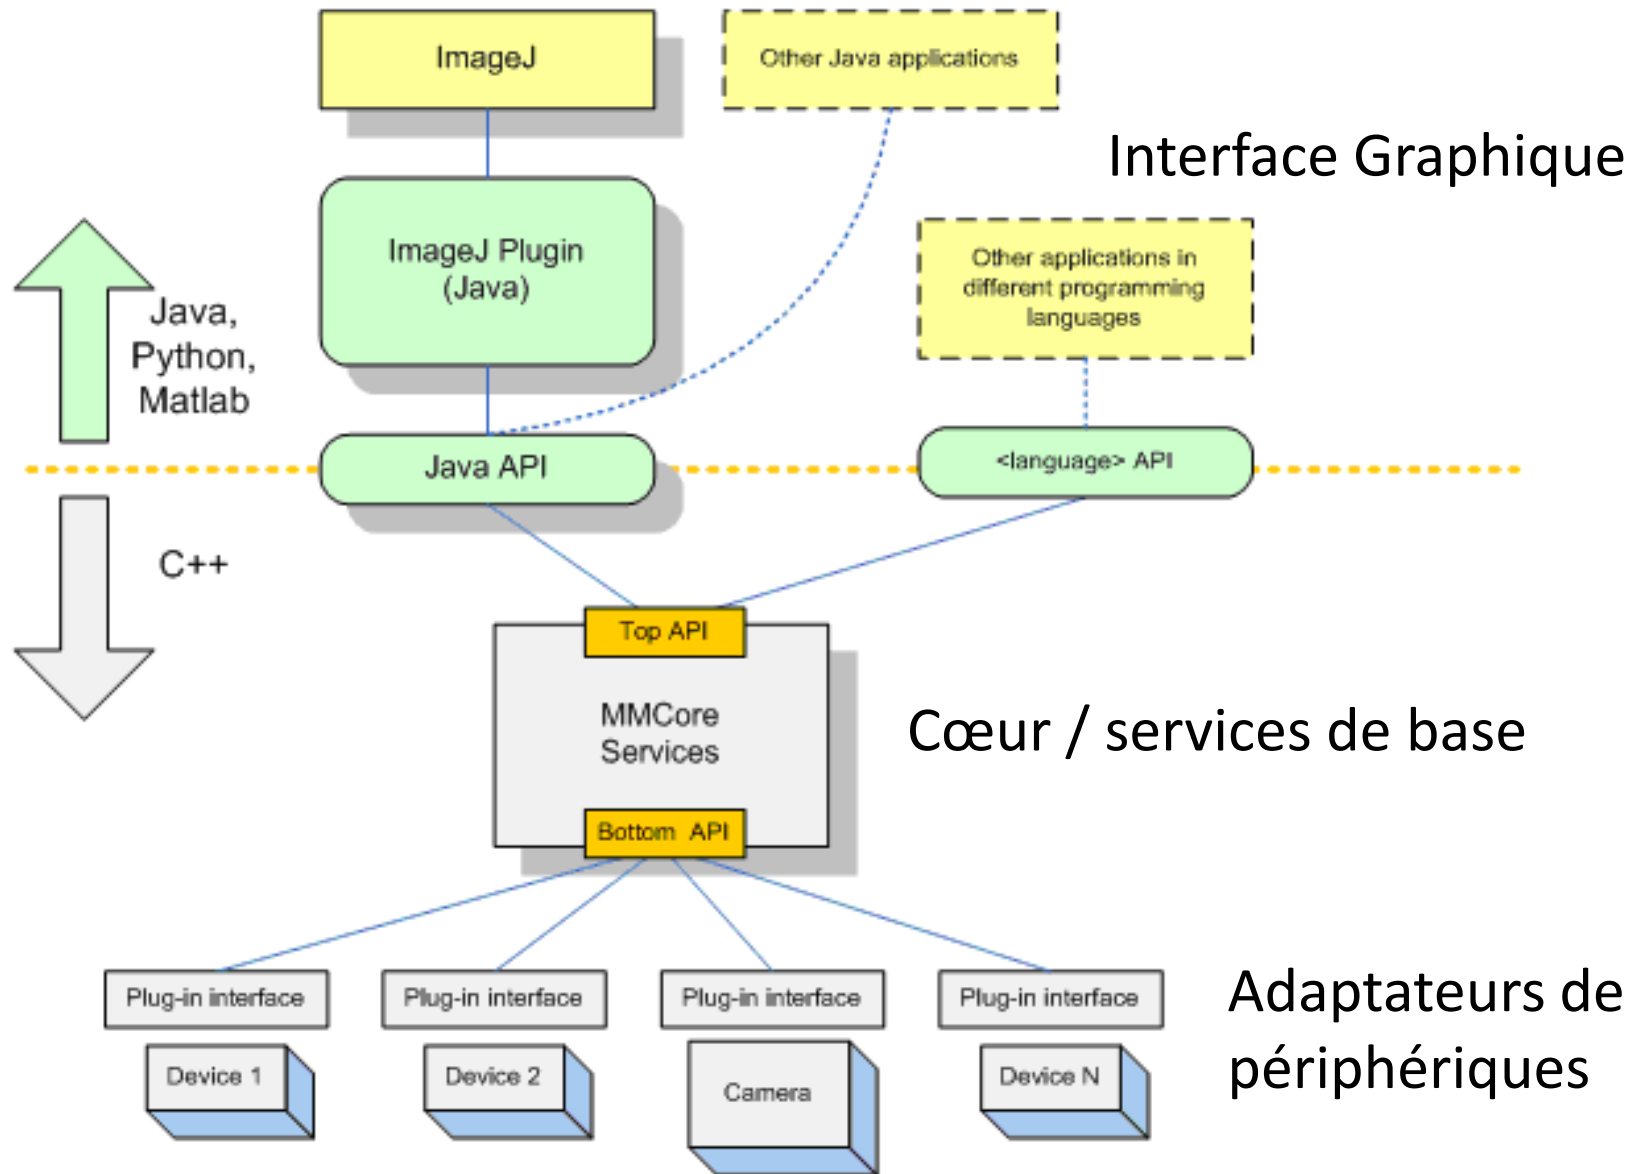 ImageJ
Other Java applications
Interface Graphique
ImageJ Plugin
(Java)
Other applications in
different programming
languages
Java,
Python,
Matlab
Java API
<language> API
C++
Top API
MMCore
Services
Cœur / services de base
Bottom API
Plug-in interface
Plug-in interface
Plug-in interface
Plug-in interface
Adaptateurs de
périphériques
Device 1
Device 2
Camera
Device N